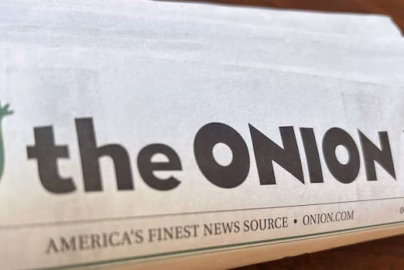 the ONION
AMERICA'S FINEST NEWS SOURCE • ONION.COM